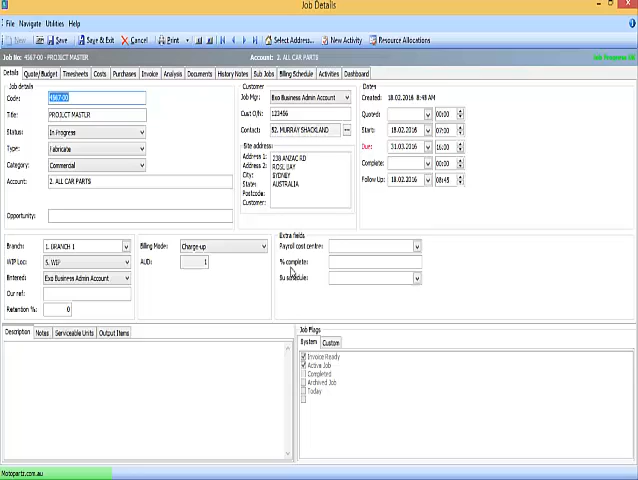 Job Details
File Navigate Utilities Help
New Save Save & Exit Cancel Print Select Address... New Activity Resource Allocations
Job No: 4567-00 - PROJECT MASTER Account: 2. ALL CAR PARTS
Details Quote/Budget Timesheets Costs Purchases Invoice Analysis Documents History Notes Sub Jobs Billing Schedule Activities Dashboard
Job details
Code: 4567-00
Title: PROJECT MASTER
Status: In Progress
Type: Fabricate
Category: Commercial
Account: 2. ALL CAR PARTS
Opportunity:
Customer
Job Mgr: Exo Business Admin Account
Cust O/N: 123456
Contact: 52. MURRAY SHACKLAND
Site address
Address 1: 238 ANZAC RD
Address 2: ROSE BAY
City: SYDNEY
State: AUSTRALIA
Postcode:
Customer:
Dates
Created: 18.02.2016 8:48 AM
Quoted: 00:00
Start: 18.02.2016 07:00
Due: 31.03.2016 16:00
Complete: 00:00
Follow Up: 18.02.2016 08:45
Branch: 1. BRANCH 1
WIP Loc: 5. WIP
Entered: Exo Business Admin Account
Our ref:
Retention %: 0
Billing Mode: Charge-up
AUD: 1
Extra fields
Payroll cost centre:
% complete:
schedule:
Description Notes Serviceable Units Output Items
Job Flags
System Custom
Invoice Ready
Active Job
Completed
Archived Job
Today
Motopartz.com.au